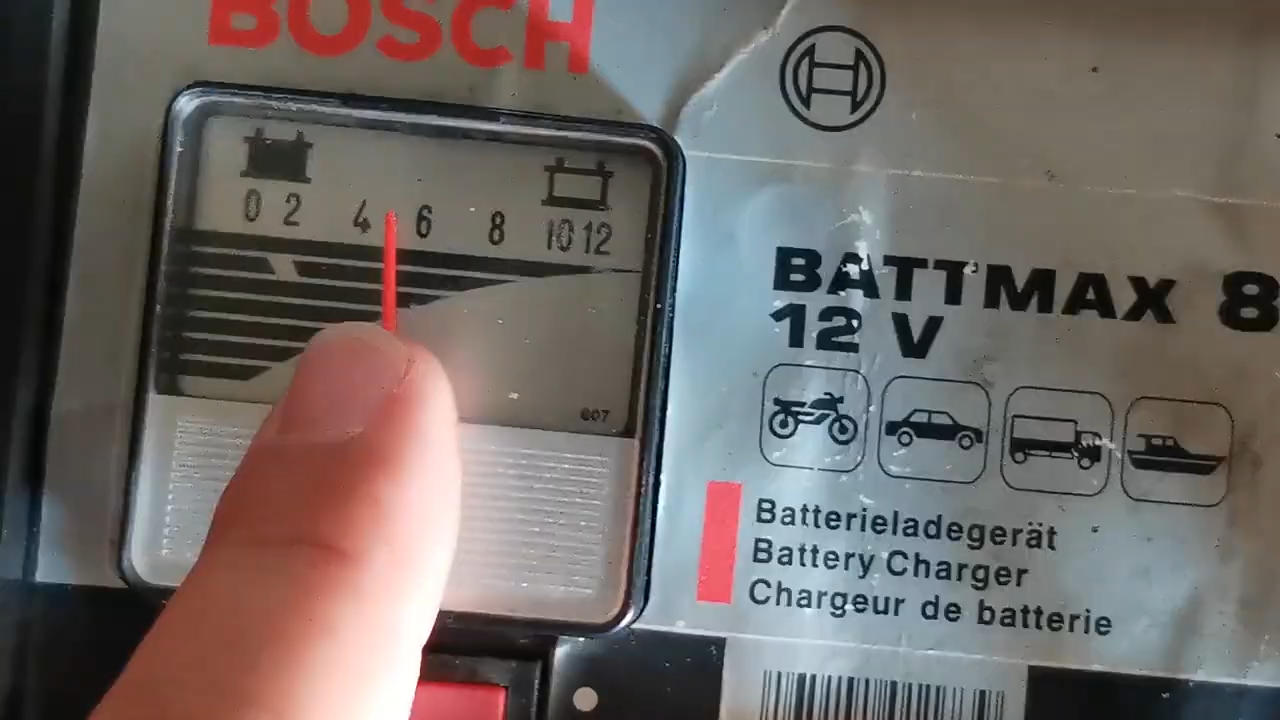 BOSCH
0 2 4 6 8 10 12
607
BATTMAX 8
12 V
Batterieladegerät
Battery Charger
Chargeur de batterie